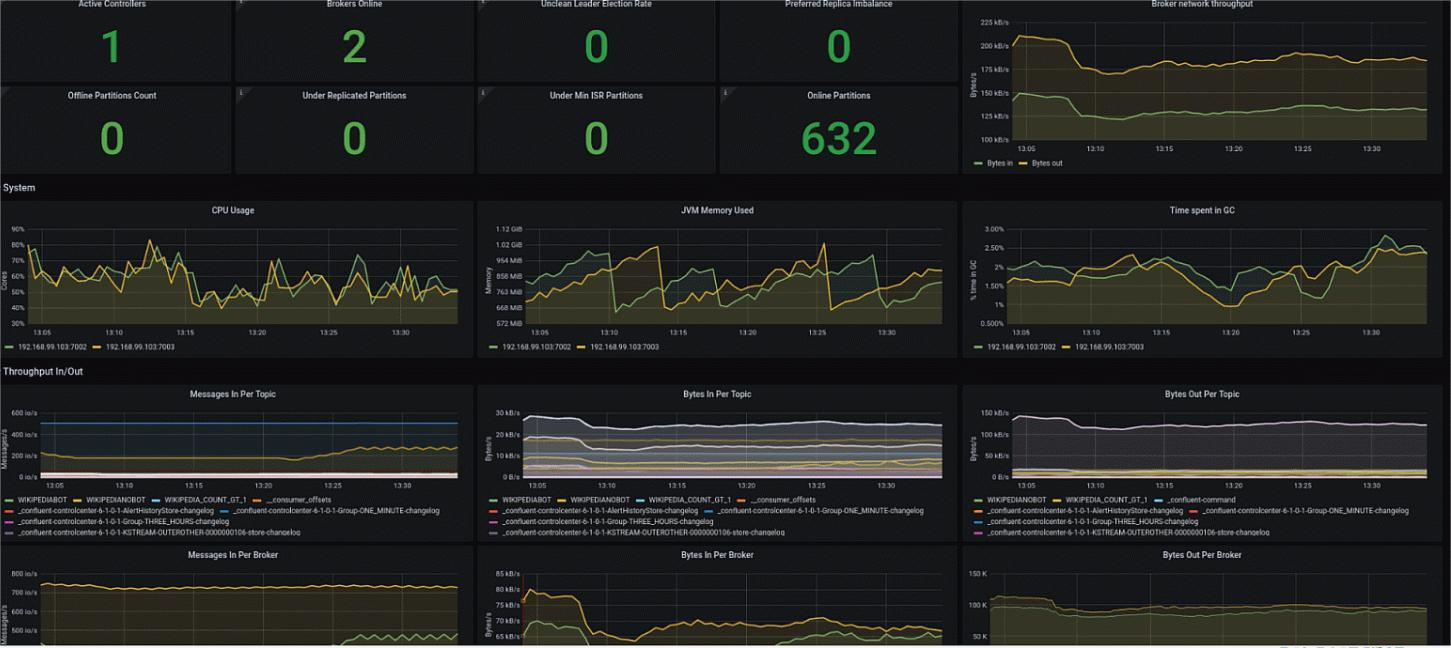 Active Controllers
1
Brokers Online
2
Unclean Leader Election Rate
0
Preferred Replica Imbalance
0
Offline Partitions Count
0
Under Replicated Partitions
0
Under Min ISR Partitions
0
Online Partitions
632
Broker network throughput
Bytes/s
225 kB/s
200 kB/s
175 kB/s
150 kB/s
125 kB/s
100 kB/s
13:05 13:10 13:15 13:20 13:25 13:30
Bytes in Bytes out
System
CPU Usage
Cores
90%
80%
70%
60%
50%
40%
30%
13:05 13:10 13:15 13:20 13:25 13:30
192.168.99.103:7002 192.168.99.103:7003
JVM Memory Used
Memory
1.12 GiB
1.02 GiB
954 MiB
858 MiB
763 MiB
668 MiB
572 MiB
13:05 13:10 13:15 13:20 13:25 13:30
192.168.99.103:7002 192.168.99.103:7003
Time spent in GC
% time in GC
3.00%
2.50%
2%
1.50%
1%
0.500%
13:05 13:10 13:15 13:20 13:25 13:30
192.168.99.103:7002 192.168.99.103:7003
Throughput In/Out
Messages In Per Topic
Messages/s
600 io/s
400 io/s
200 io/s
0 io/s
13:05 13:10 13:15 13:20 13:25 13:30
WIKIPEDIABOT WIKIPEDIANOBOT WIKIPEDIA_COUNT_GT_1 __consumer_offsets
_confluent-controlcenter-6-1-0-1-AlertHistoryStore-changelog _confluent-controlcenter-6-1-0-1-Group-ONE_MINUTE-changelog
_confluent-controlcenter-6-1-0-1-Group-THREE_HOURS-changelog
_confluent-controlcenter-6-1-0-1-KSTREAM-OUTEROTHER-0000000106-store-changelog
Bytes In Per Topic
Bytes/s
30 kB/s
20 kB/s
10 kB/s
0 B/s
13:05 13:10 13:15 13:20 13:25 13:30
WIKIPEDIABOT WIKIPEDIANOBOT WIKIPEDIA_COUNT_GT_1 __consumer_offsets
_confluent-controlcenter-6-1-0-1-AlertHistoryStore-changelog _confluent-controlcenter-6-1-0-1-Group-ONE_MINUTE-changelog
_confluent-controlcenter-6-1-0-1-Group-THREE_HOURS-changelog
_confluent-controlcenter-6-1-0-1-KSTREAM-OUTEROTHER-0000000106-store-changelog
Bytes Out Per Topic
Bytes/s
150 kB/s
100 kB/s
50 kB/s
0 B/s
13:05 13:10 13:15 13:20 13:25 13:30
WIKIPEDIANOBOT WIKIPEDIA_COUNT_GT_1 _confluent-command
_confluent-controlcenter-6-1-0-1-AlertHistoryStore-changelog _confluent-controlcenter-6-1-0-1-Group-ONE_MINUTE-changelog
_confluent-controlcenter-6-1-0-1-Group-THREE_HOURS-changelog
_confluent-controlcenter-6-1-0-1-KSTREAM-OUTEROTHER-0000000106-store-changelog
Messages In Per Broker
Messages/s
800 io/s
700 io/s
600 io/s
500 io/s
Bytes In Per Broker
Bytes/s
85 kB/s
80 kB/s
75 kB/s
70 kB/s
65 kB/s
Bytes Out Per Broker
150 K
100 K
50 K